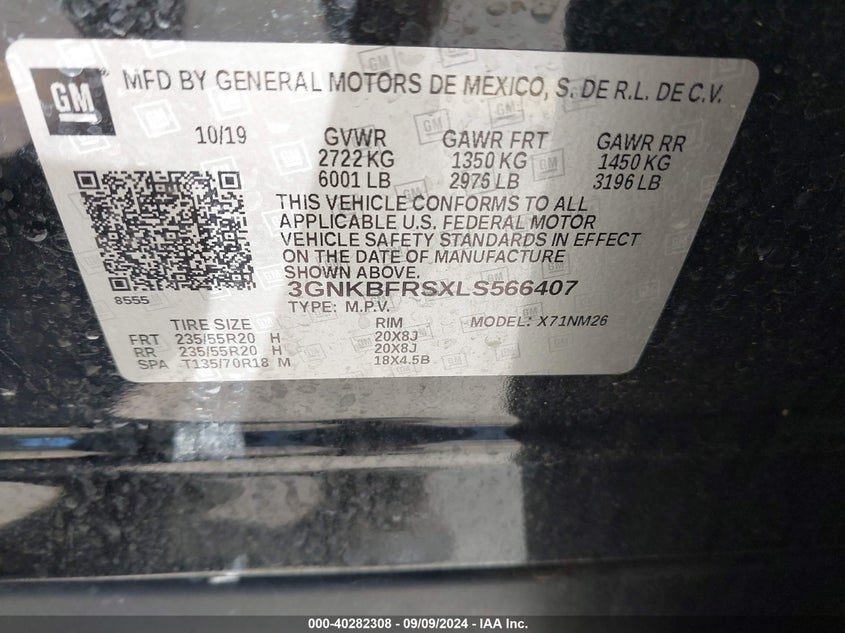 GM
MFD BY GENERAL MOTORS DE MEXICO, S. DE R.L. DE C.V.
10/19 GVWR GAWR FRT GAWR RR
2722 KG 1350 KG 1450 KG
6001 LB 2976 LB 3196 LB
THIS VEHICLE CONFORMS TO ALL
APPLICABLE U.S. FEDERAL MOTOR
VEHICLE SAFETY STANDARDS IN EFFECT
ON THE DATE OF MANUFACTURE
SHOWN ABOVE.
3GNKBFRSXLS566407
8555 TYPE: M.P.V.
TIRE SIZE RIM MODEL: X71NM26
FRT 235/55R20 H 20X8J
RR 235/55R20 H 20X8J
SPA T135/70R18 M 18X4.5B
000-40282308 - 09/09/2024 - IAA Inc.